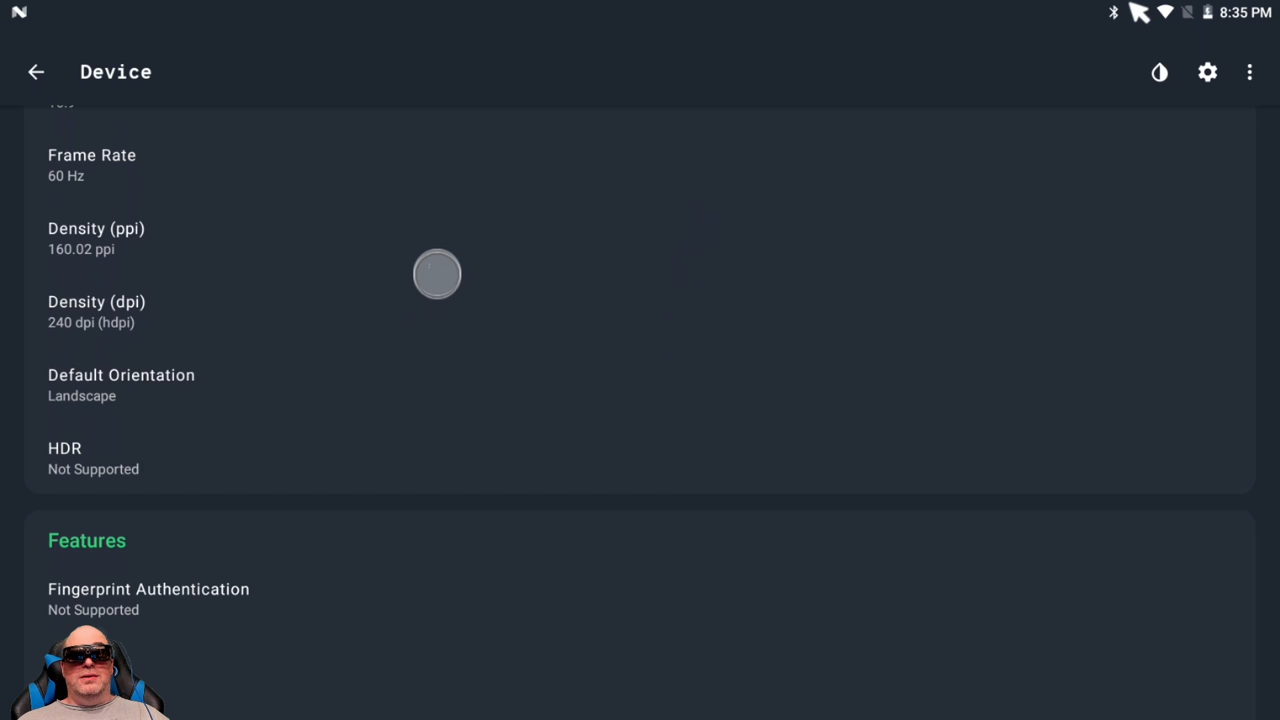 8:35 PM
Device
Frame Rate
60 Hz
Density (ppi)
160.02 ppi
Density (dpi)
240 dpi (hdpi)
Default Orientation
Landscape
HDR
Not Supported
Features
Fingerprint Authentication
Not Supported